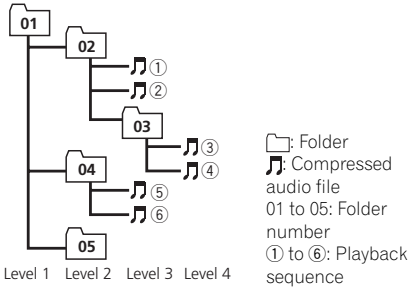 01
02
①
②
03
③
④
04
⑤
⑥
05
Level 1 Level 2 Level 3 Level 4
: Folder
: Compressed
audio file
01 to 05: Folder
number
① to ⑥: Playback
sequence